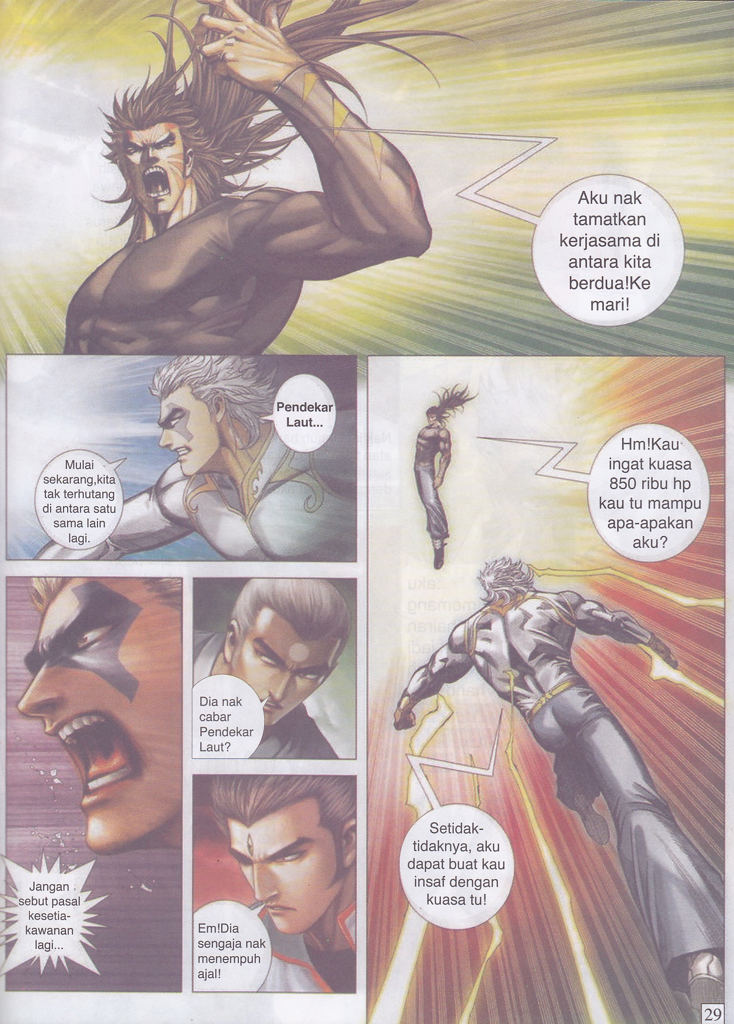 Aku nak
tamatkan
kerjasama di
antara kita
berdua!Ke
mari!
Pendekar
Laut...
Mulai
sekarang,kita
tak terhutang
di antara satu
sama lain
lagi.
Hm!Kau
ingat kuasa
850 ribu hp
kau tu mampu
apa-apakan
aku?
Setidak-
tidaknya, aku
dapat buat kau
insaf dengan
kuasa tu!
Jangan
sebut pasal
kesetia-
kawanan
lagi...
Dia nak
cabar
Pendekar
Laut?
Em!Dia
sengaja nak
menempuh
ajal!
29